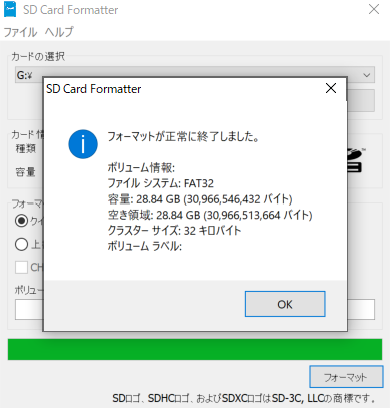 SD Card Formatter
ファイル ヘルプ
カードの選択
G:¥
SD Card Formatter
フォーマットが正常に終了しました。
ボリューム情報:
ファイル システム: FAT32
容量: 28.84 GB (30,966,546,432 バイト)
空き領域: 28.84 GB (30,966,513,664 バイト)
クラスター サイズ: 32 キロバイト
ボリューム ラベル:
OK
カード情
種類
容量
フォーマ
クイ
上
CH
ボリュー
フォーマット
SDロゴ、SDHCロゴ、およびSDXCロゴはSD-3C, LLCの商標です。